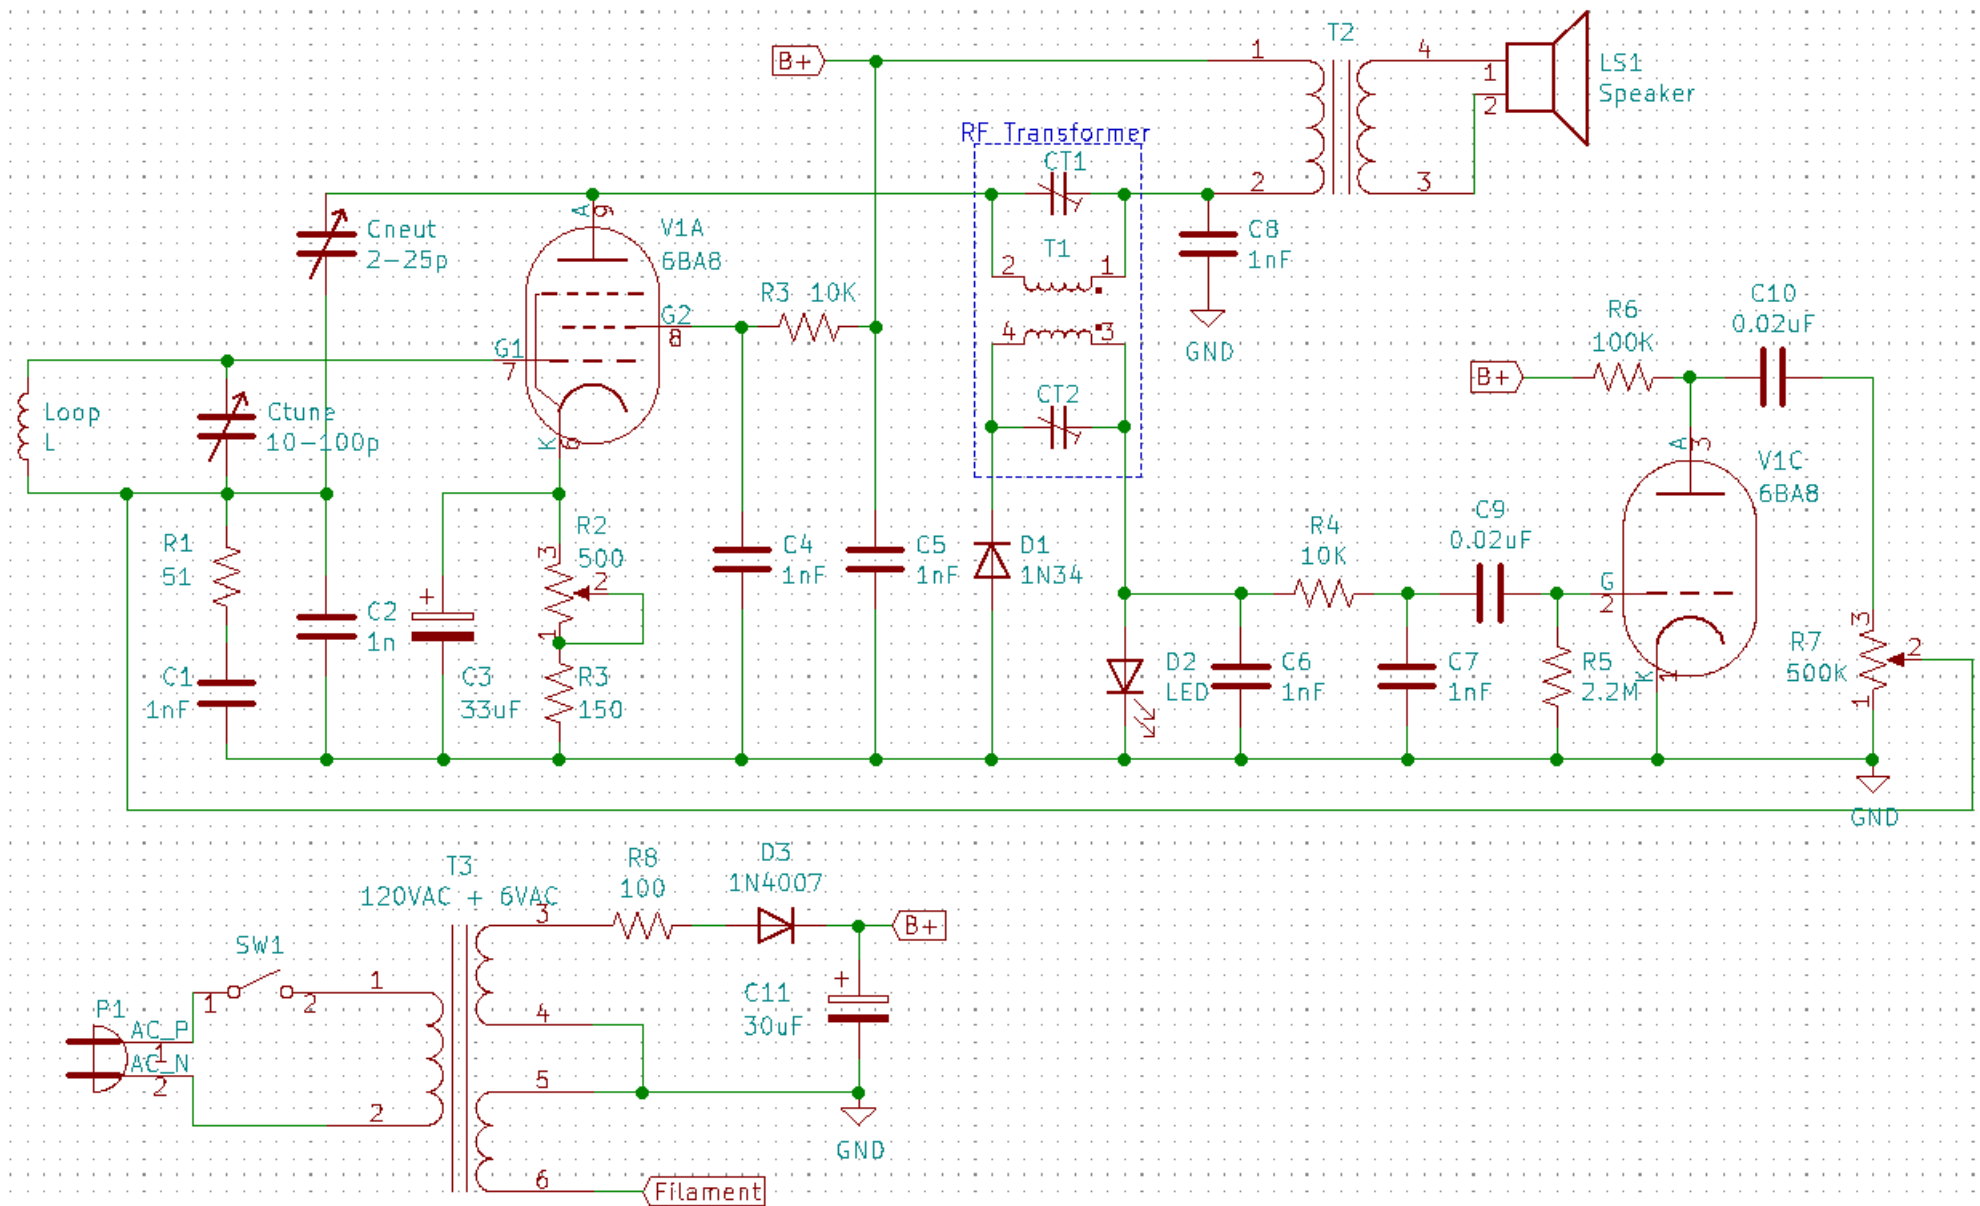 T2
1
4
B+
LS1
1
Speaker
2
RF Transformer
CT1
2
3
A
9
Cneut
V1A
C8
2-25p
6BA8
T1
1nF
2
1
C10
R3 10K
R6
0.02uF
G2
8
4
3
100K
GND
G1
7
B+
CT2
Loop
Ctune
L
10-100p
K
6
A
3
V1C
6BA8
R2
R4
C9
R1
500
3
C4
C5
D1
10K
0.02uF
51
1nF
1nF
1N34
2
G
2
C2
1
3
1n
R7
2
C1
C3
R3
D2
C6
C7
R5
K
1
500K
1nF
33uF
150
LED
1nF
1nF
2.2M
1
GND
R8
D3
T3
100
1N4007
120VAC + 6VAC
3
B+
SW1
1
+
1
2
C11
4
30uF
P1
AC_P
1
AC_N
2
5
2
GND
6
Filament
+